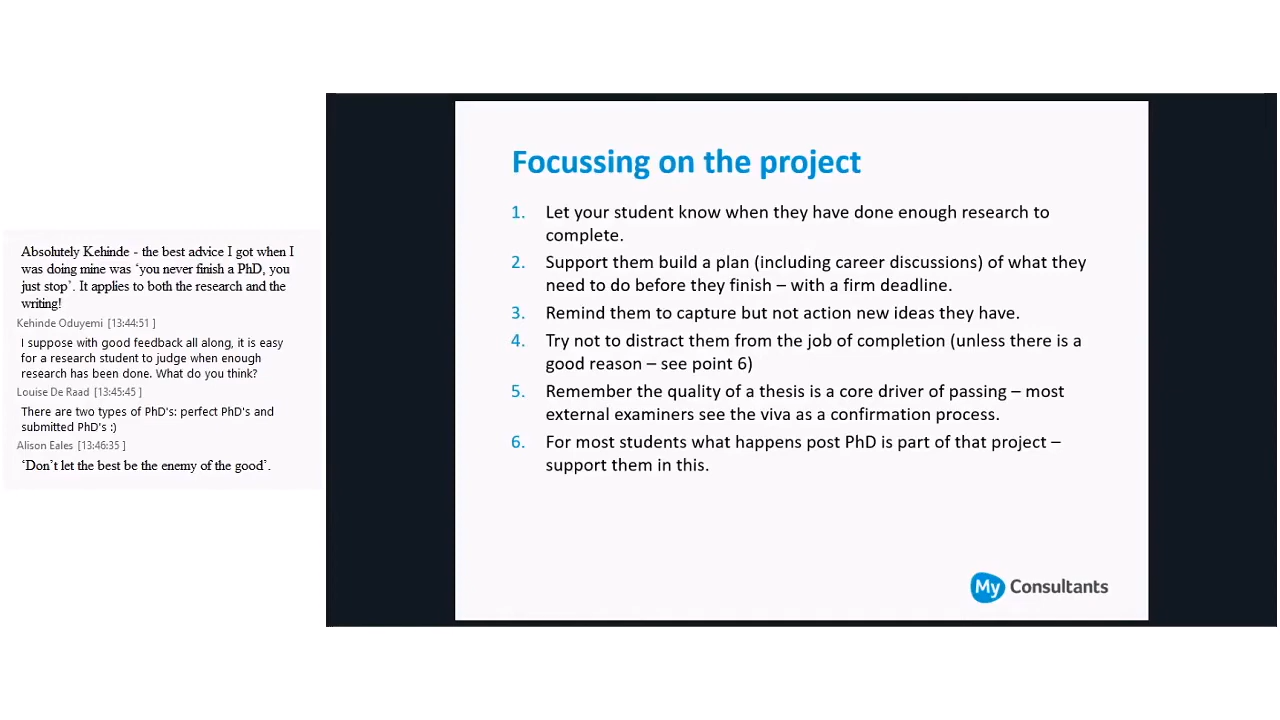 Absolutely Kehinde - the best advice I got when I
was doing mine was ‘you never finish a PhD, you
just stop’. It applies to both the research and the
writing!
Kehinde Oduyemi [13:44:51 ]
I suppose with good feedback all along, it is easy
for a research student to judge when enough
research has been done. What do you think?
Louise De Raad [13:45:45 ]
There are two types of PhD's: perfect PhD's and
submitted PhD's :)
Alison Eales [13:46:35 ]
‘Don’t let the best be the enemy of the good’.
Focussing on the project
1. Let your student know when they have done enough research to
complete.
2. Support them build a plan (including career discussions) of what they
need to do before they finish – with a firm deadline.
3. Remind them to capture but not action new ideas they have.
4. Try not to distract them from the job of completion (unless there is a
good reason – see point 6)
5. Remember the quality of a thesis is a core driver of passing – most
external examiners see the viva as a confirmation process.
6. For most students what happens post PhD is part of that project –
support them in this.
My Consultants